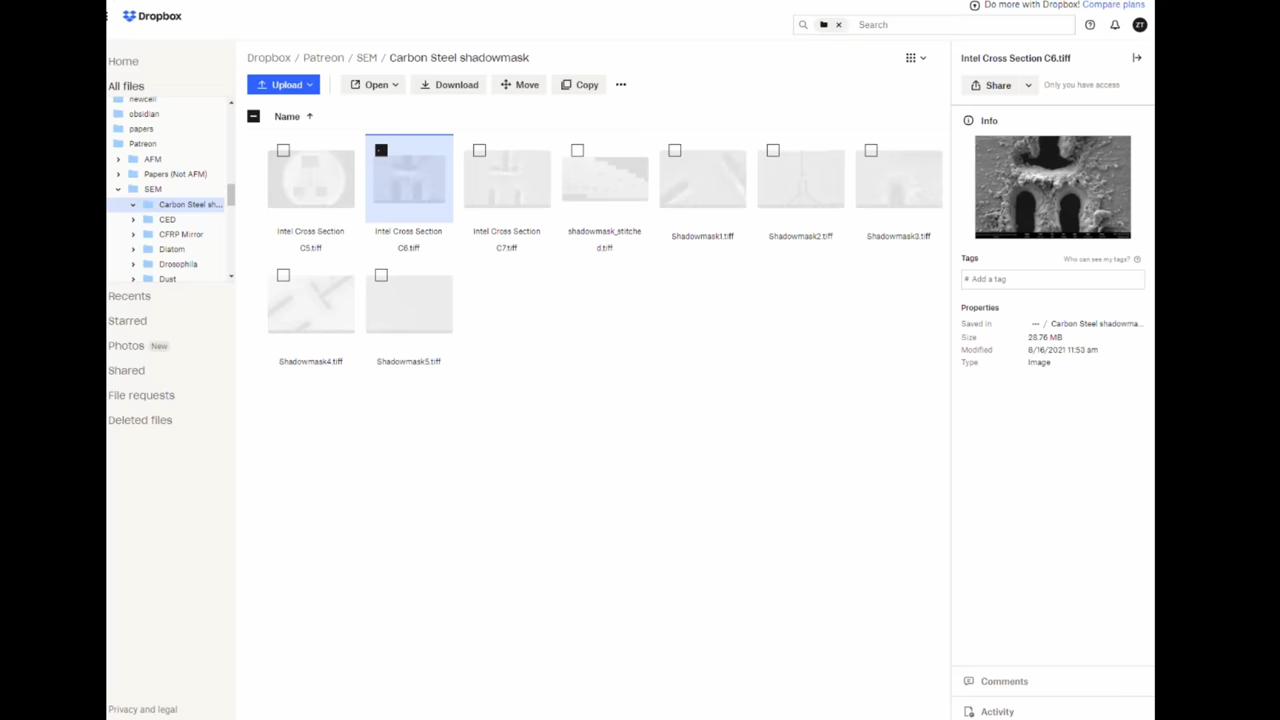 Dropbox
Do more with Dropbox! Compare plans
Search
ZT
Home
All files
newcell
obsidian
papers
Patreon
AFM
Papers (Not AFM)
SEM
Carbon Steel sh...
CED
CFRP Mirror
Diatom
Drosophila
Dust
Recents
Starred
Photos New
Shared
File requests
Deleted files
Privacy and legal
Dropbox / Patreon / SEM / Carbon Steel shadowmask
Upload Open Download Move Copy
Name
Intel Cross Section
C5.tiff
Intel Cross Section
C6.tiff
Intel Cross Section
C7.tiff
shadowmask_stitche
d.tiff
Shadowmask1.tiff
Shadowmask2.tiff
Shadowmask3.tiff
Shadowmask4.tiff
Shadowmask5.tiff
Intel Cross Section C6.tiff
Share Only you have access
Info
Tags Who can see my tags?
# Add a tag
Properties
Saved in ··· / Carbon Steel shadowma...
Size 28.76 MB
Modified 8/16/2021 11:53 am
Type Image
Comments
Activity